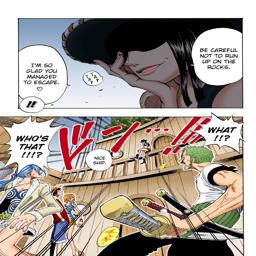 BE CAREFUL
NOT TO RUN
UP ON THE
ROCKS.
I'M SO
GLAD YOU
MANAGED
TO ESCAPE.
♡
!!
WHAT
!!?
NICE
SHIP.
WHO'S
THAT
!!!?